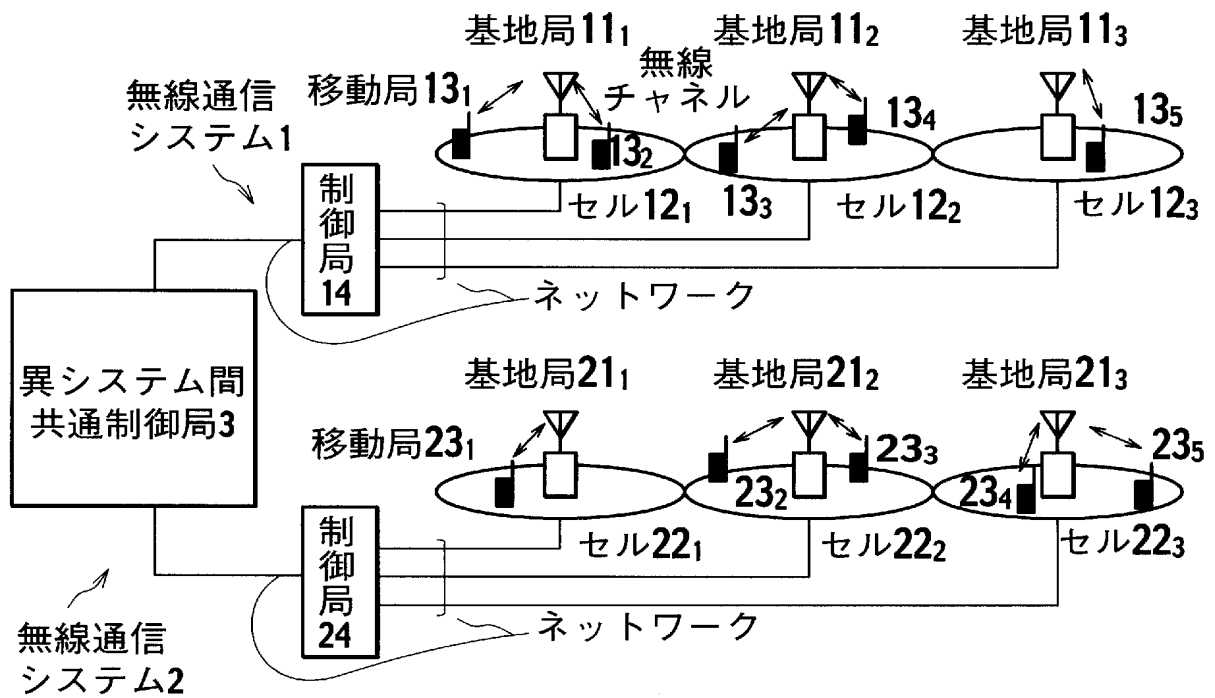 基地局11₁
基地局11₂
基地局11₃
無線
チャネル
移動局13₁
無線通信
システム1
13₂
13₃
13₄
13₅
制御局14
セル12₁
セル12₂
セル12₃
ネットワーク
異システム間
共通制御局3
基地局21₁
基地局21₂
基地局21₃
移動局23₁
23₂
23₃
23₄
23₅
制御局24
セル22₁
セル22₂
セル22₃
ネットワーク
無線通信
システム2